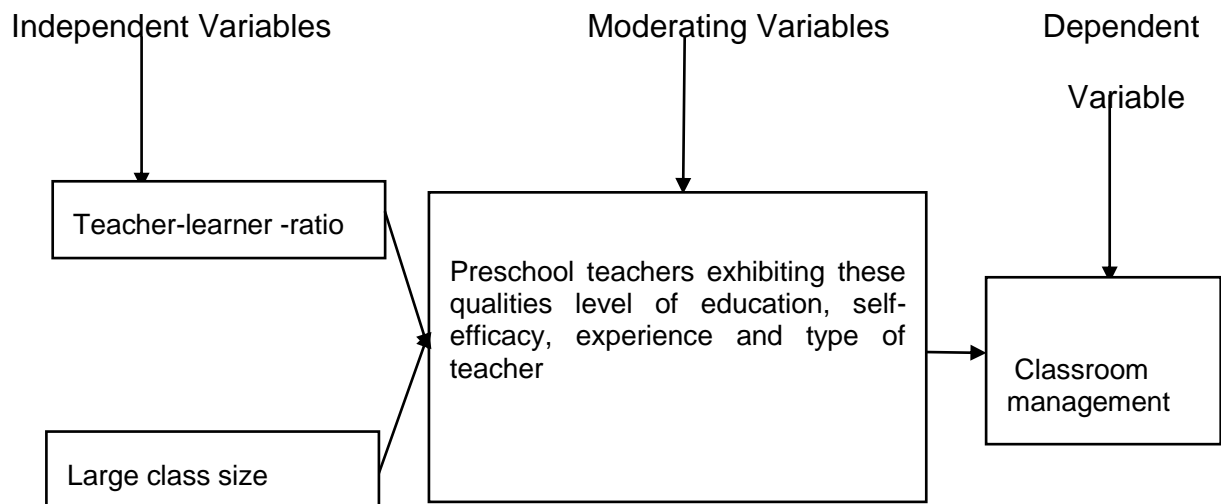 Independent Variables
Moderating Variables
Dependent
Variable
Teacher-learner -ratio
Large class size
Preschool teachers exhibiting these
qualities level of education, self-
efficacy, experience and type of
teacher
Classroom
management